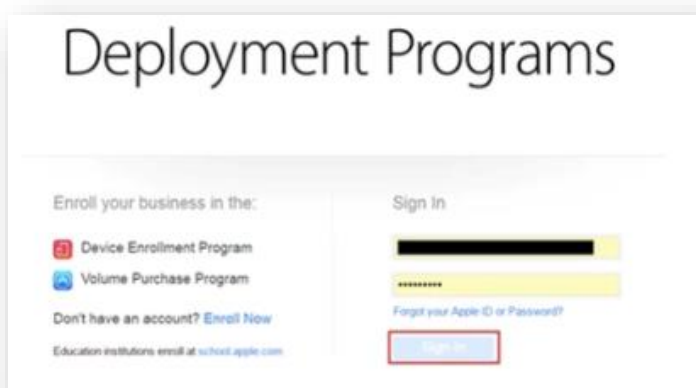 Deployment Programs
Enroll your business in the:
Device Enrollment Program
Volume Purchase Program
Don't have an account? Enroll Now
Education institutions enroll at school.apple.com
Sign In
•••••••••
Forgot your Apple ID or Password?
Sign In